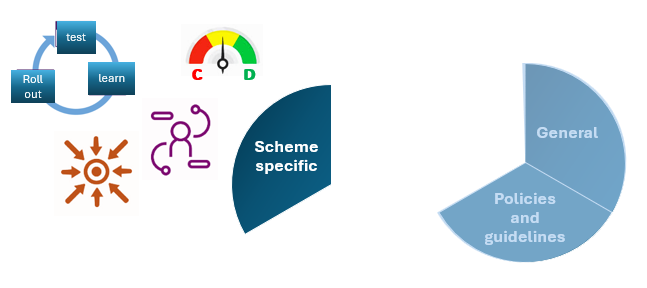 test
learn
Roll
out
C
D
Scheme
specific
General
Policies
and
guidelines